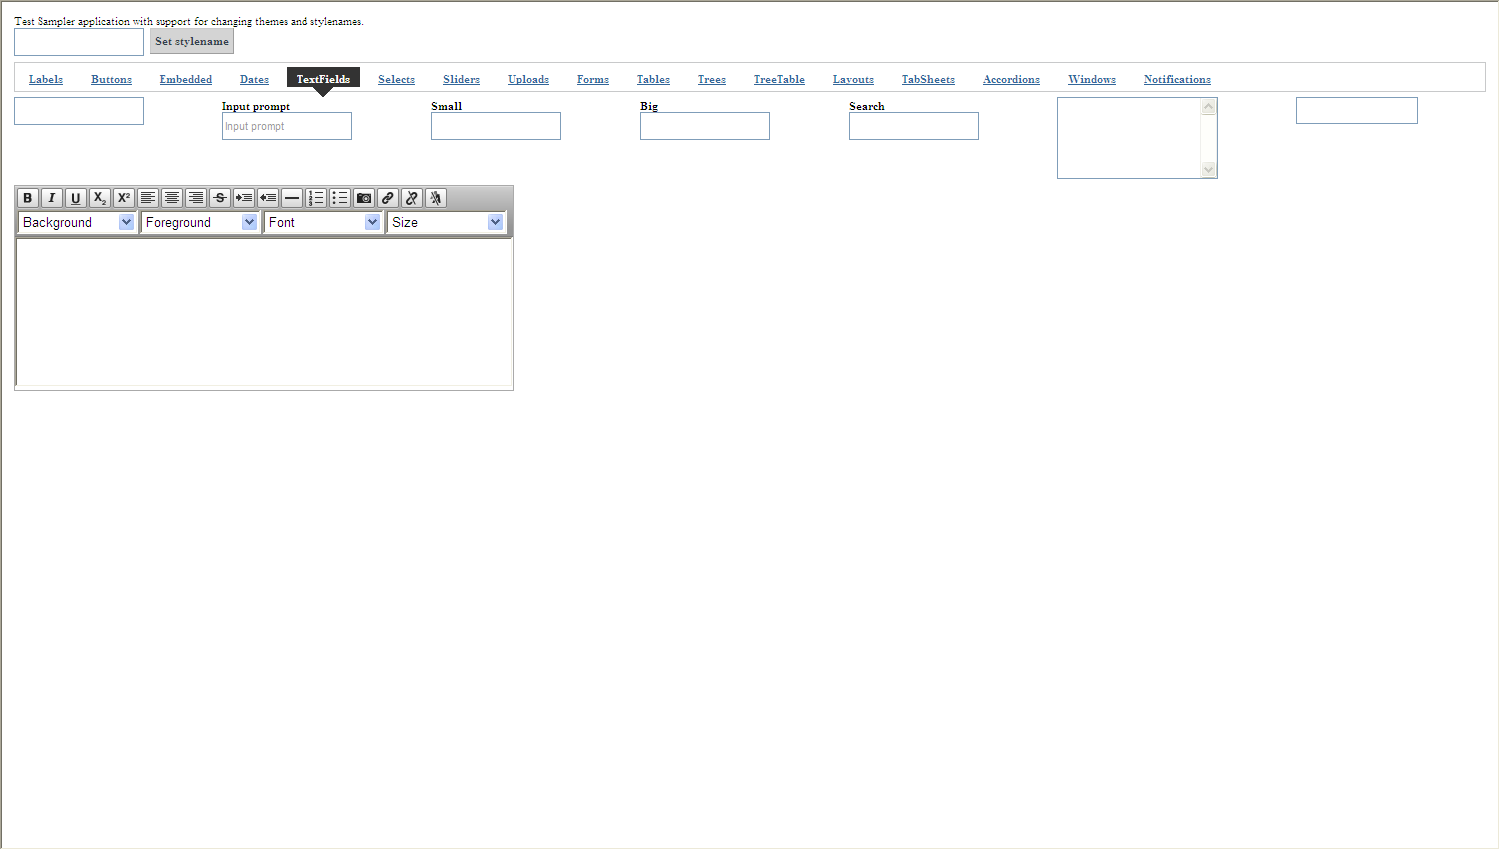 Test Sampler application with support for changing themes and stylenames.
Set stylename
Labels Buttons Embedded Dates TextFields Selects Sliders Uploads Forms Tables Trees TreeTable Layouts TabSheets Accordions Windows Notifications
Input prompt Small Big Search
Input prompt
B I U X2 X² S
Background Foreground Font Size